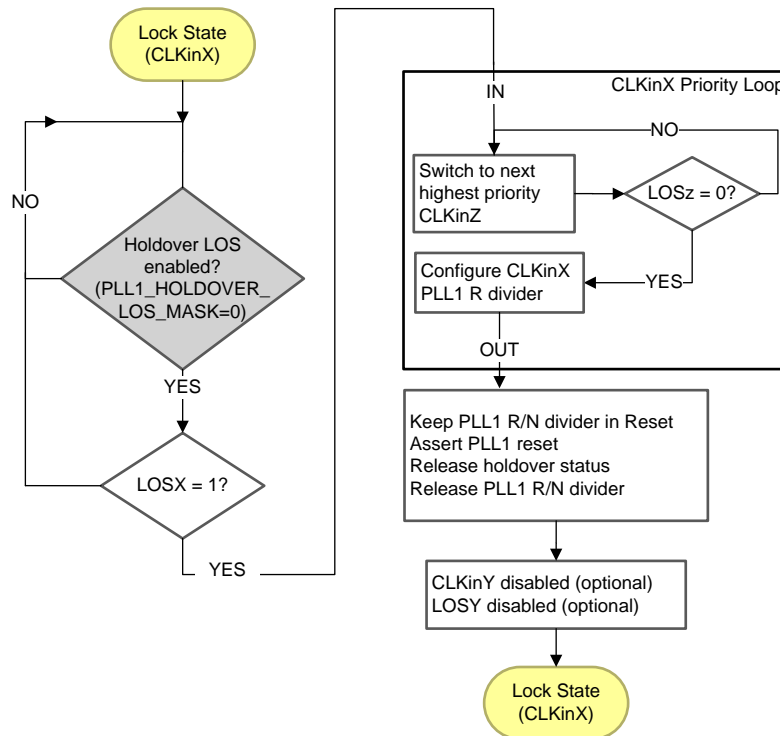 Lock State
(CLKinX)
NO
Holdover LOS
enabled?
(PLL1_HOLDOVER_
LOS_MASK=0)
YES
LOSX = 1?
YES
IN
CLKinX Priority Loop
NO
Switch to next
highest priority
CLKinZ
LOSz = 0?
YES
Configure CLKinX
PLL1 R divider
OUT
Keep PLL1 R/N divider in Reset
Assert PLL1 reset
Release holdover status
Release PLL1 R/N divider
CLKinY disabled (optional)
LOSY disabled (optional)
Lock State
(CLKinX)